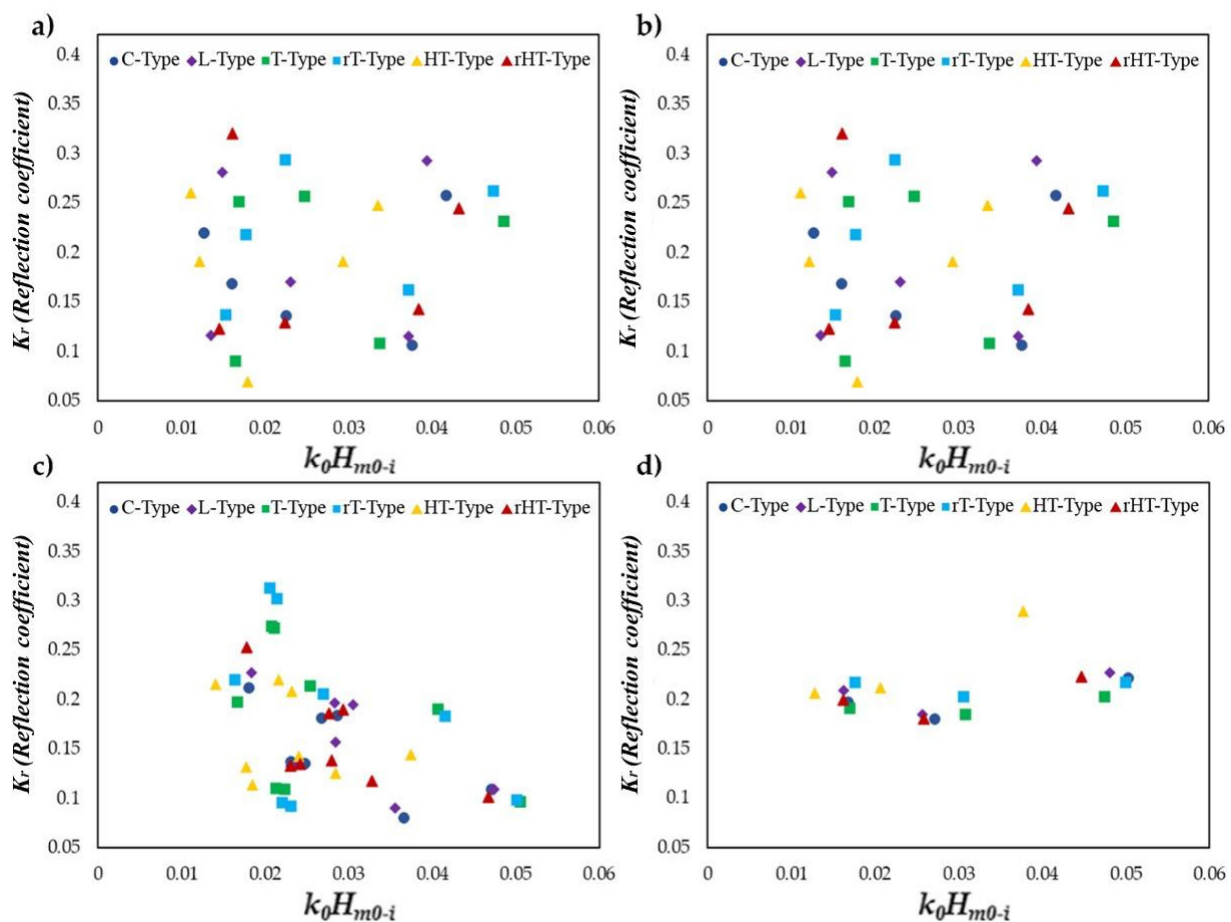 a)
C-Type L-Type T-Type rT-Type HT-Type rHT-Type
Kr (Reflection coefficient)
0.4
0.35
0.3
0.25
0.2
0.15
0.1
0.05
0 0.01 0.02 0.03 0.04 0.05 0.06
k0Hm0-i
b)
C-Type L-Type T-Type rT-Type HT-Type rHT-Type
Kr (Reflection coefficient)
0.4
0.35
0.3
0.25
0.2
0.15
0.1
0.05
0 0.01 0.02 0.03 0.04 0.05 0.06
k0Hm0-i
c)
C-Type L-Type T-Type rT-Type HT-Type rHT-Type
Kr (Reflection coefficient)
0.4
0.35
0.3
0.25
0.2
0.15
0.1
0.05
0 0.01 0.02 0.03 0.04 0.05 0.06
k0Hm0-i
d)
C-Type L-Type T-Type rT-Type HT-Type rHT-Type
Kr (Reflection coefficient)
0.4
0.35
0.3
0.25
0.2
0.15
0.1
0.05
0 0.01 0.02 0.03 0.04 0.05 0.06
k0Hm0-i